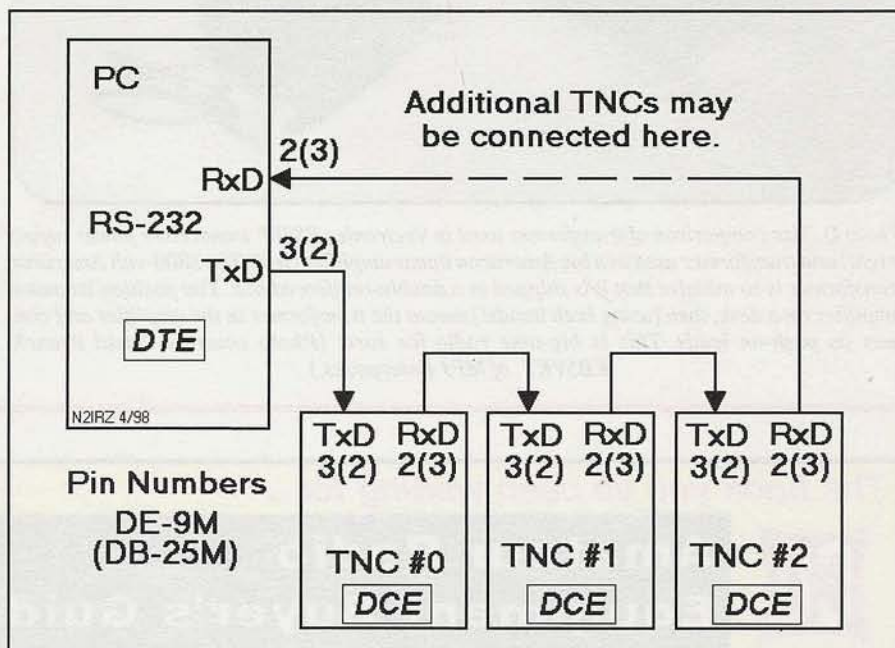 PC
Additional TNCs may
be connected here.
2(3)
RxD
RS-232
3(2)
TxD
DTE
N2IRZ 4/98
Pin Numbers
DE-9M
(DB-25M)
TxD RxD
3(2) 2(3)
TNC #0
DCE
TxD RxD
3(2) 2(3)
TNC #1
DCE
TxD RxD
3(2) 2(3)
TNC #2
DCE